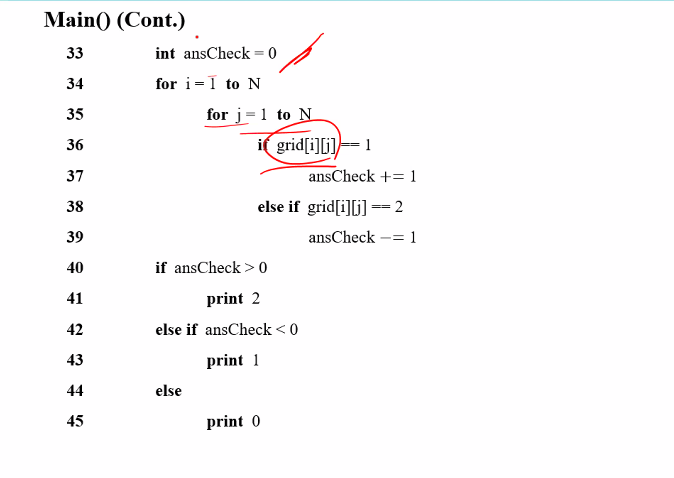 Main() (Cont.)
33 int ansCheck = 0
34 for i = 1 to N
35 for j = 1 to N
36 if grid[i][j] == 1
37 ansCheck += 1
38 else if grid[i][j] == 2
39 ansCheck −= 1
40 if ansCheck > 0
41 print 2
42 else if ansCheck < 0
43 print 1
44 else
45 print 0